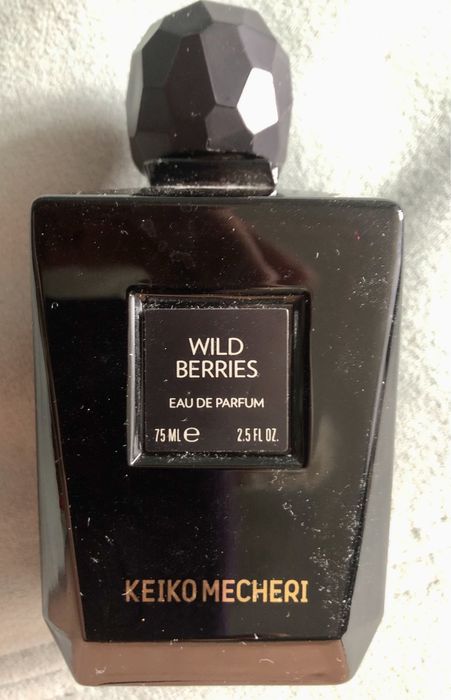 WILD
BERRIES
EAU DE PARFUM
75 ML ℮ 2.5 FL OZ.
KEIKO MECHERI